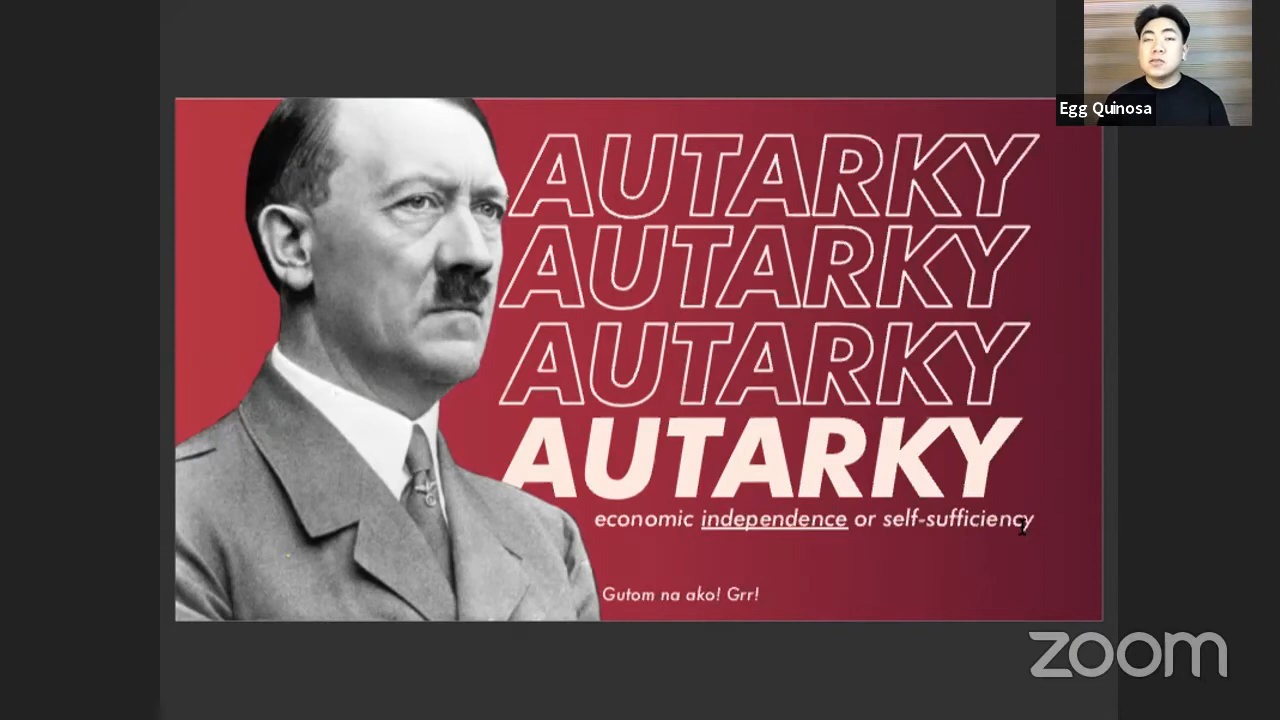 Egg Quinosa
AUTARKY
AUTARKY
AUTARKY
AUTARKY
economic independence or self-sufficiency
Gutom na ako! Grr!
zoom